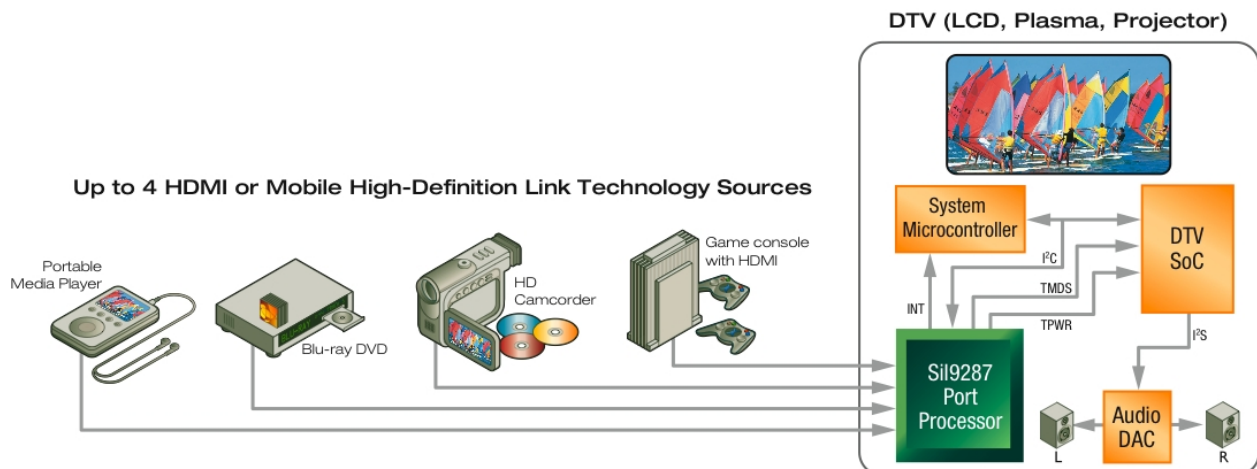 DTV (LCD, Plasma, Projector)
Up to 4 HDMI or Mobile High-Definition Link Technology Sources
Portable
Media Player
Blu-ray DVD
BLU-RAY
HD
Camcorder
Game console
with HDMI
System
Microcontroller
DTV
SoC
I²C
TMDS
INT
TPWR
I²S
SiI9287
Port
Processor
Audio
DAC
L
R